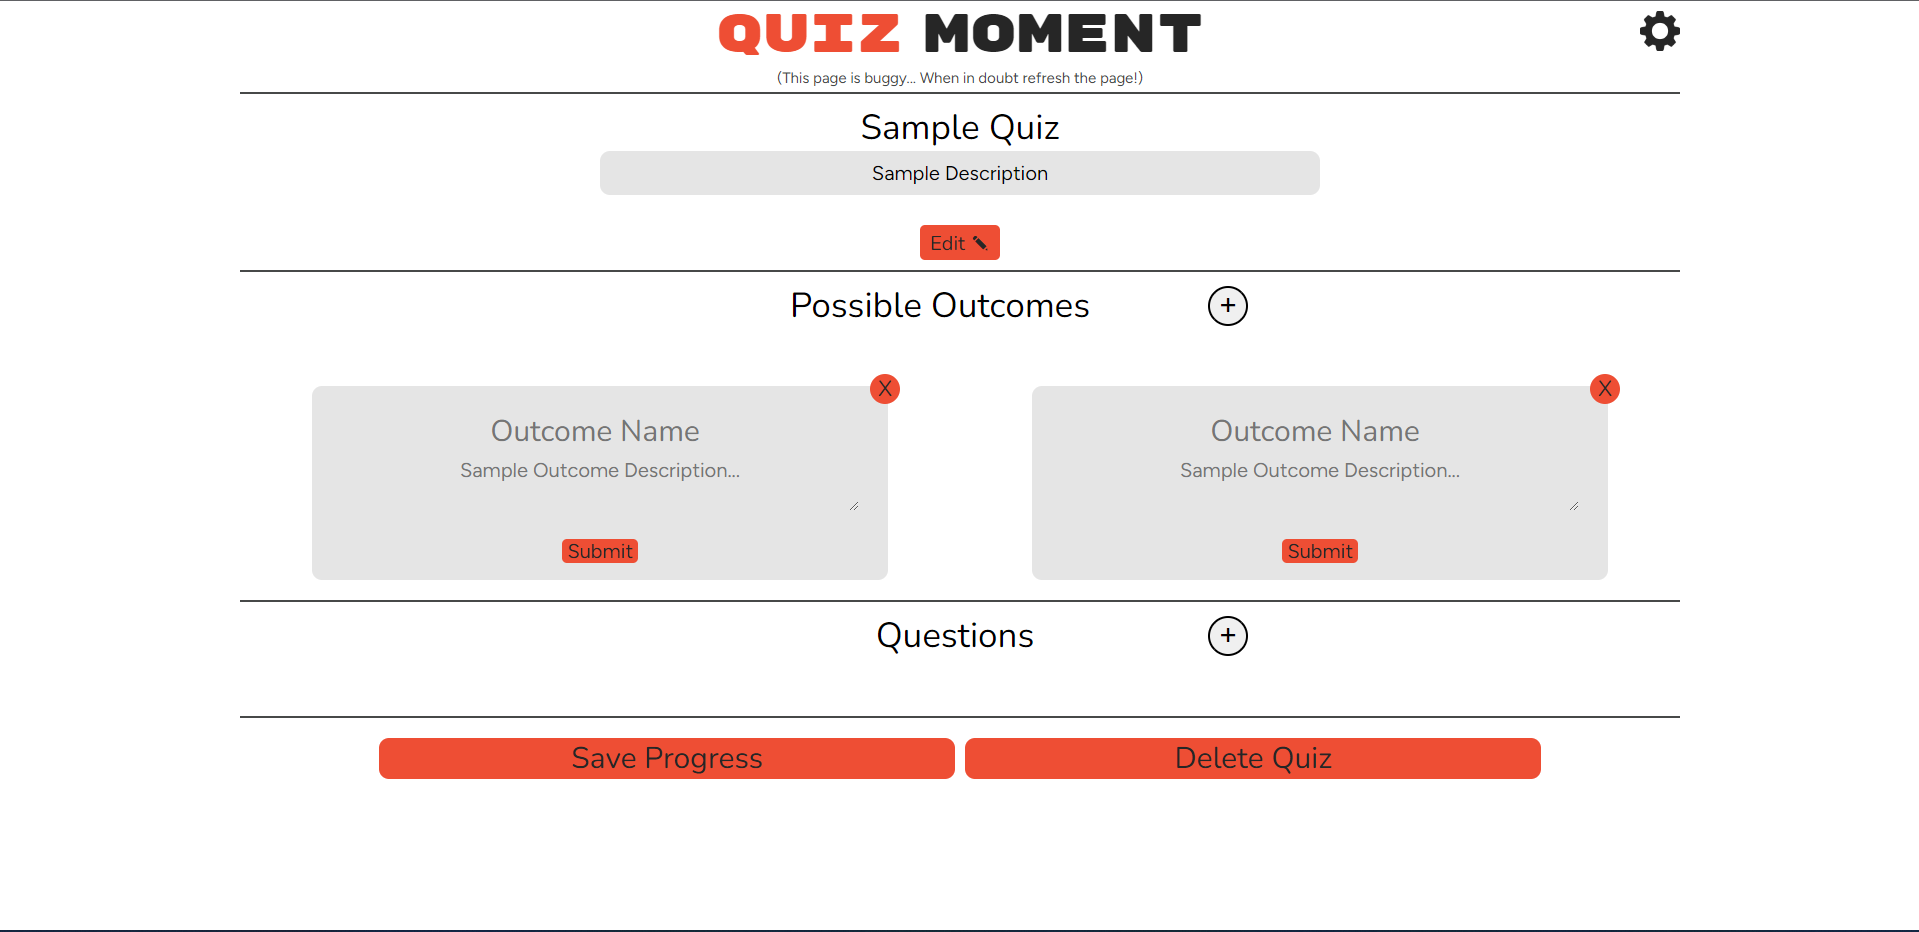 QUIZ MOMENT
(This page is buggy... When in doubt refresh the page!)
Sample Quiz
Sample Description
Edit
Possible Outcomes +
X
Outcome Name
Sample Outcome Description...
Submit
X
Outcome Name
Sample Outcome Description...
Submit
Questions +
Save Progress
Delete Quiz